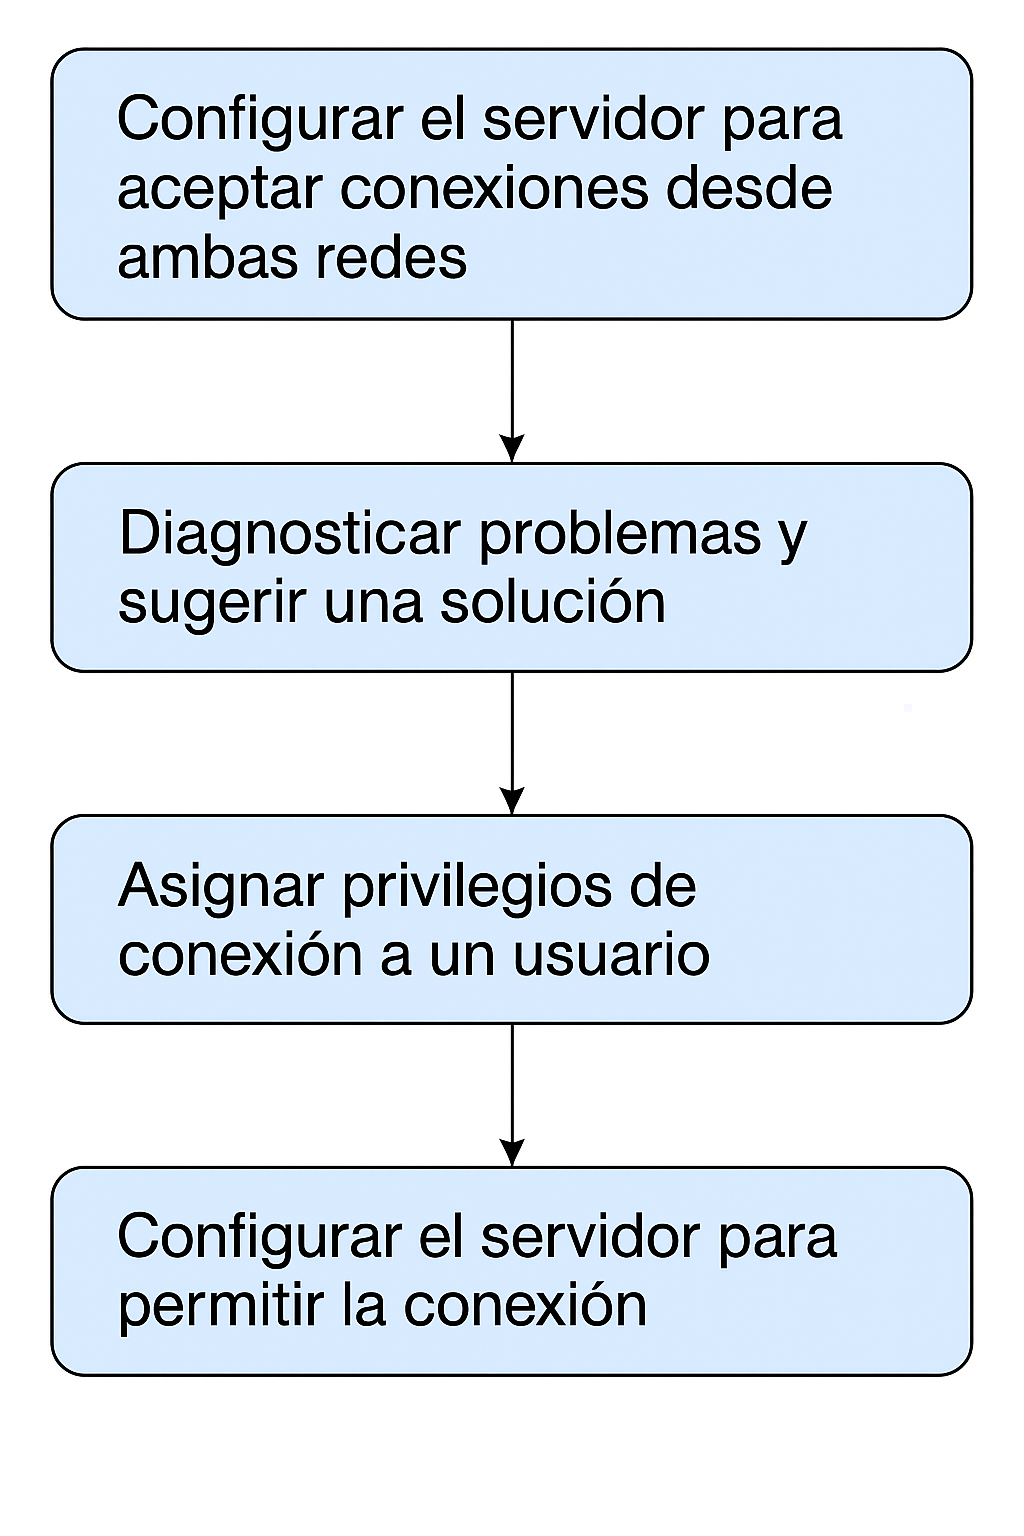 Configurar el servidor para
aceptar conexiones desde
ambas redes
Diagnosticar problemas y
sugerir una solución
Asignar privilegios de
conexión a un usuario
Configurar el servidor para
permitir la conexión